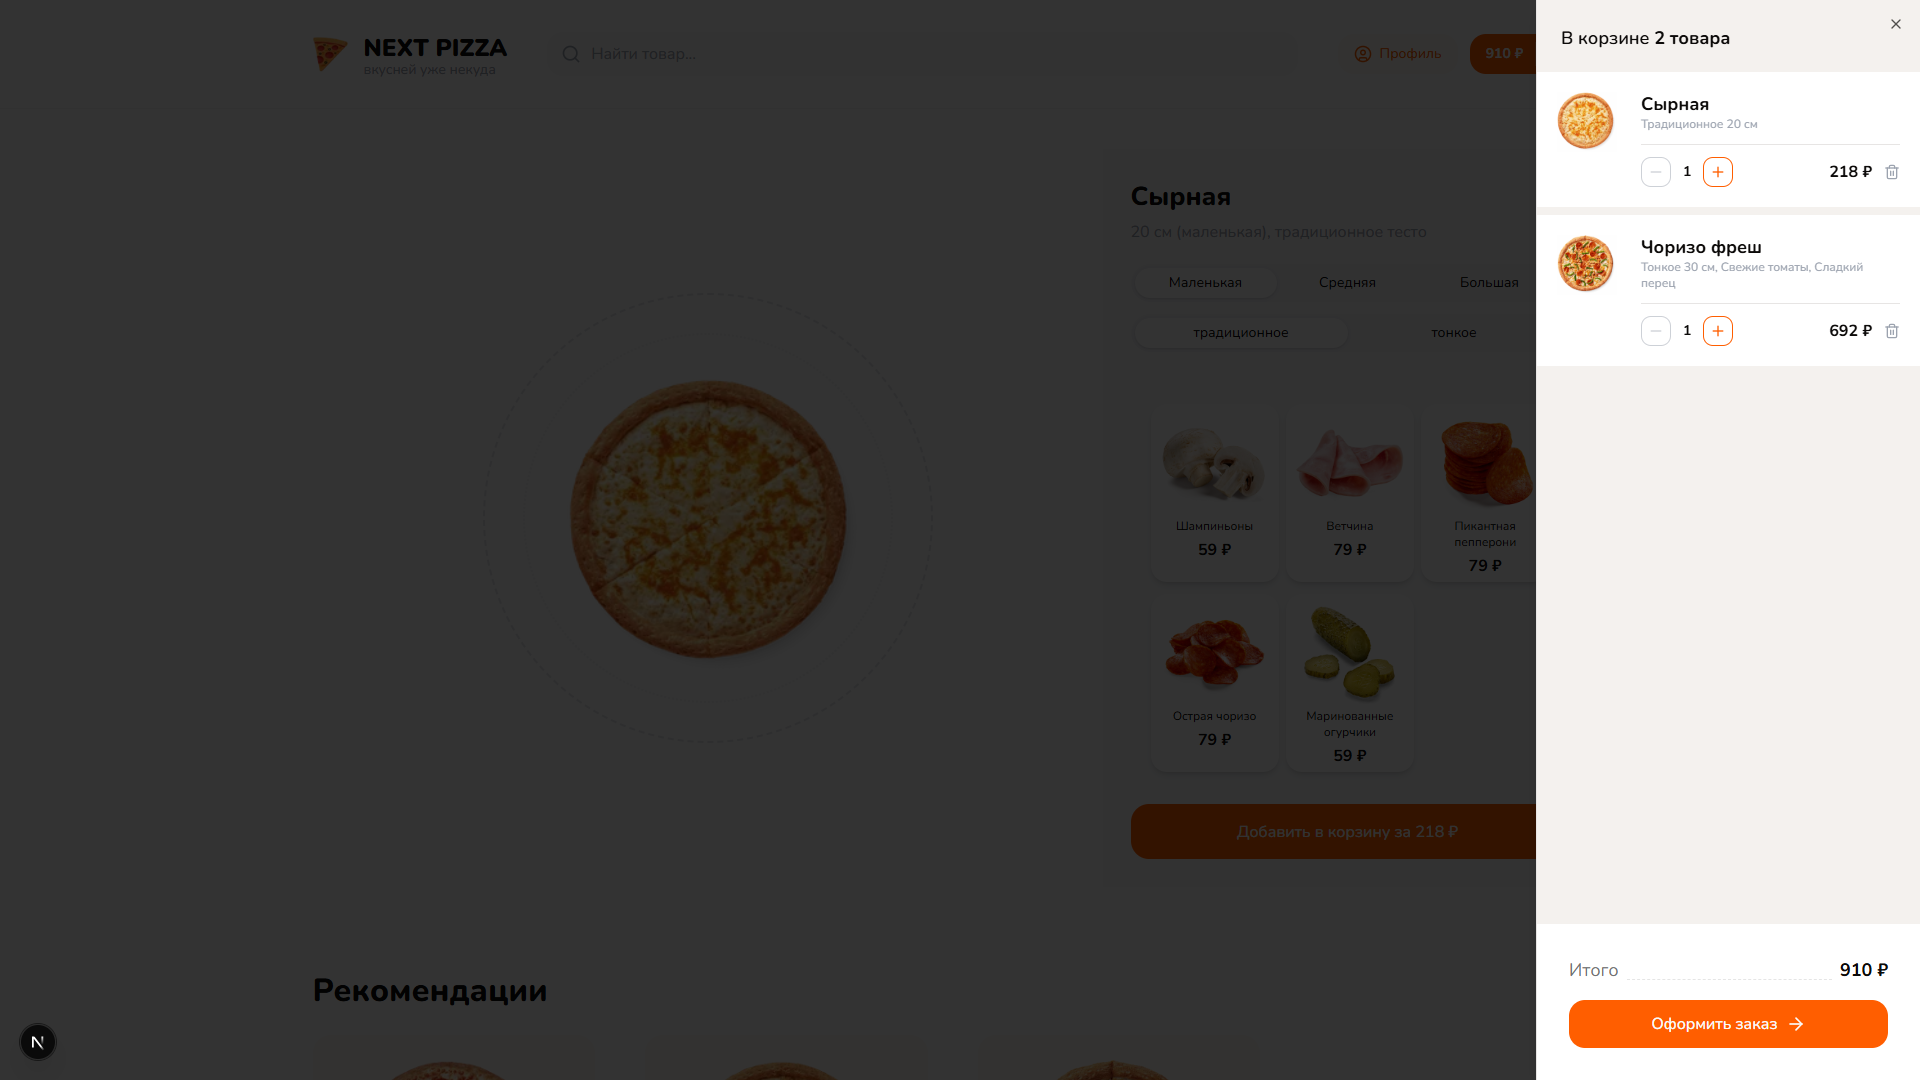 NEXT PIZZA
вкусней уже некуда
Найти товар...
Профиль
910 ₽
Сырная
20 см (маленькая), традиционное тесто
Маленькая
Средняя
Большая
традиционное
тонкое
Шампиньоны
59 ₽
Ветчина
79 ₽
Пикантная
пепперони
79 ₽
Острая чоризо
79 ₽
Маринованные
огурчики
59 ₽
Добавить в корзину за 218 ₽
Рекомендации
N
В корзине 2 товара
Сырная
Традиционное 20 см
1
218 ₽
Чоризо фреш
Тонкое 30 см, Свежие томаты, Сладкий
перец
1
692 ₽
Итого
910 ₽
Оформить заказ